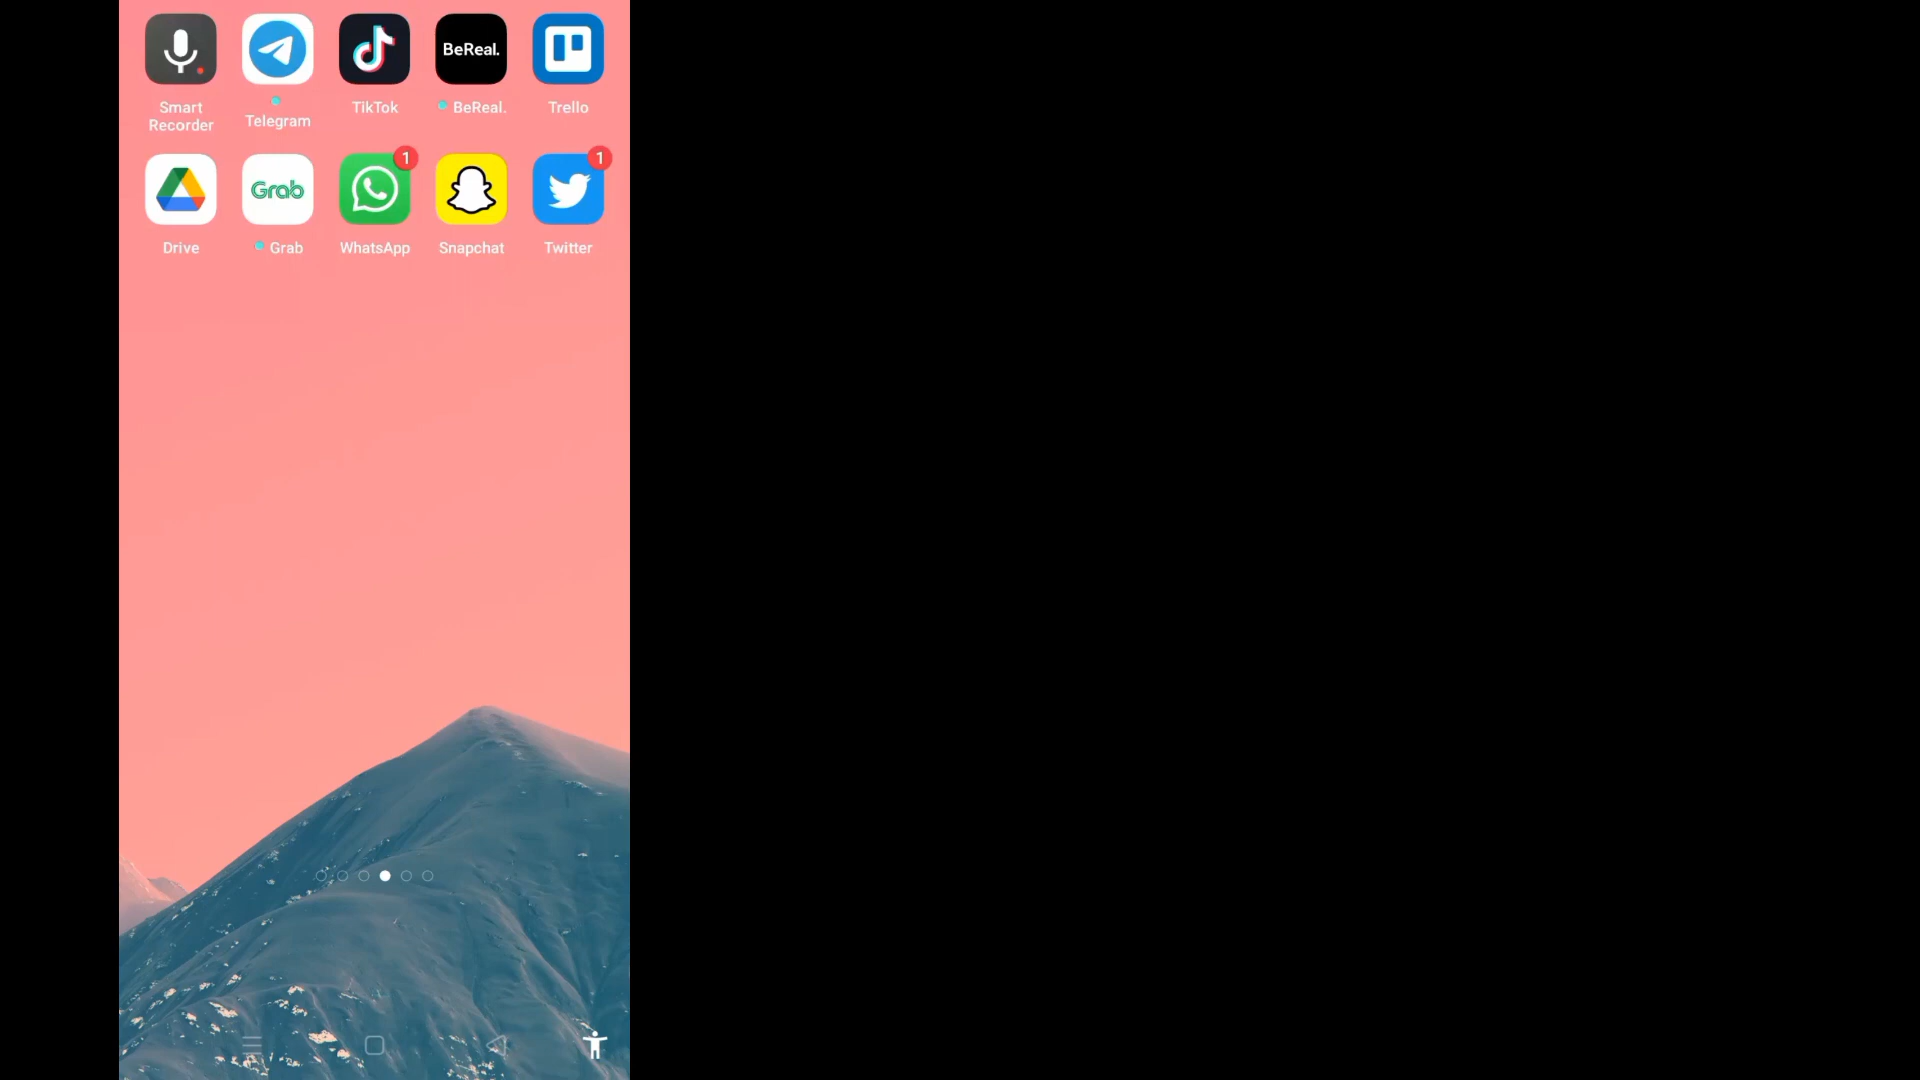 BeReal.
Smart
Recorder
Telegram
TikTok
BeReal.
Trello
1
1
Grab
Drive
Grab
WhatsApp
Snapchat
Twitter